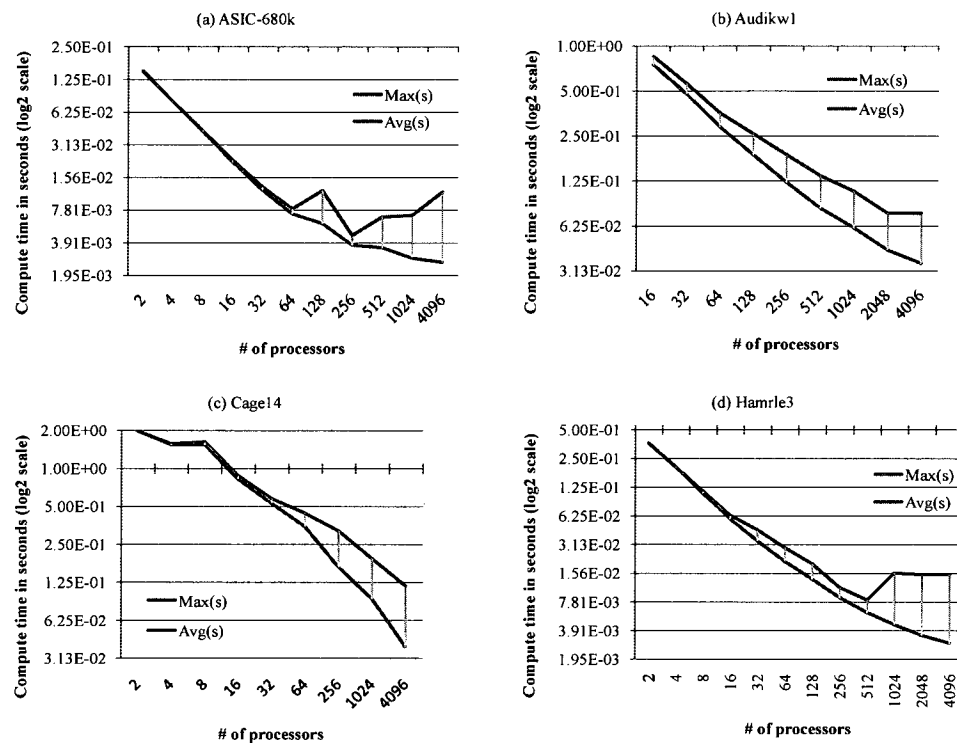 (a) ASIC-680k
Compute time in seconds (log2 scale)
2.50E-01
1.25E-01
6.25E-02
3.13E-02
1.56E-02
7.81E-03
3.91E-03
1.95E-03
Max(s)
Avg(s)
2 4 8 16 32 64 128 256 512 1024 4096
# of processors
(b) Audikw1
Compute time in seconds (log2 scale)
1.00E+00
5.00E-01
2.50E-01
1.25E-01
6.25E-02
3.13E-02
Max(s)
Avg(s)
16 32 64 128 256 512 1024 2048 4096
# of processors
(c) Cage14
Compute time in seconds (log2 scale)
2.00E+00
1.00E+00
5.00E-01
2.50E-01
1.25E-01
6.25E-02
3.13E-02
Max(s)
Avg(s)
2 4 8 16 32 64 256 1024 4096
# of processors
(d) Hamrle3
Compute time in seconds (log2 scale)
5.00E-01
2.50E-01
1.25E-01
6.25E-02
3.13E-02
1.56E-02
7.81E-03
3.91E-03
1.95E-03
Max(s)
Avg(s)
2 4 8 16 32 64 128 256 512 1024 2048 4096
# of processors